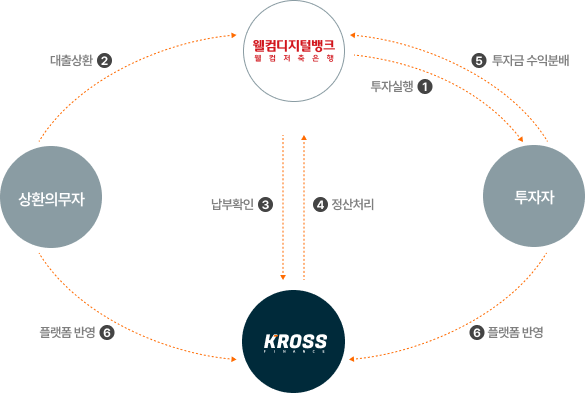 웰컴디지털뱅크
웰컴저축은행
대출상환 2
5 투자금 수익분배
투자실행 1
상환의무자
납부확인 3
4 정산처리
투자자
플랫폼 반영 6
KROSS
FINANCE
6 플랫폼 반영